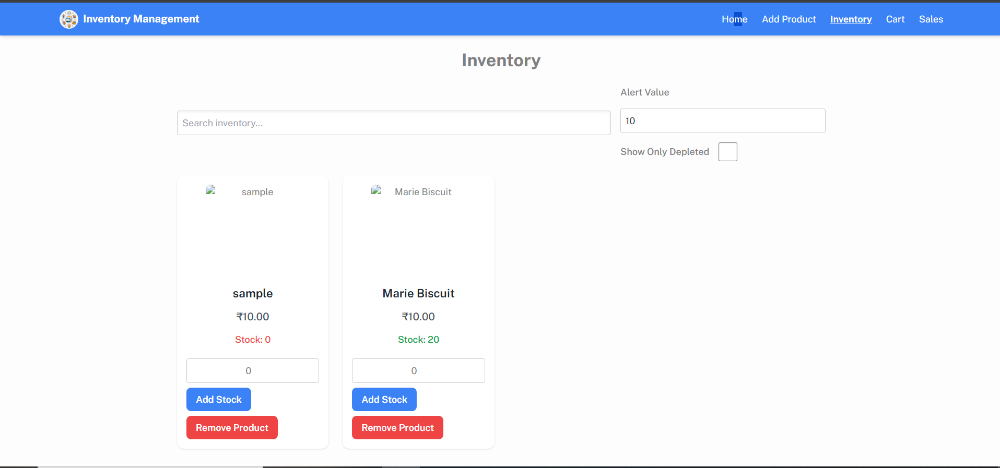 Inventory Management
Home Add Product Inventory Cart Sales
Inventory
Alert Value
Search inventory...
10
Show Only Depleted
sample
Marie Biscuit
sample
Marie Biscuit
₹10.00
₹10.00
Stock: 0
Stock: 20
0
0
Add Stock
Add Stock
Remove Product
Remove Product